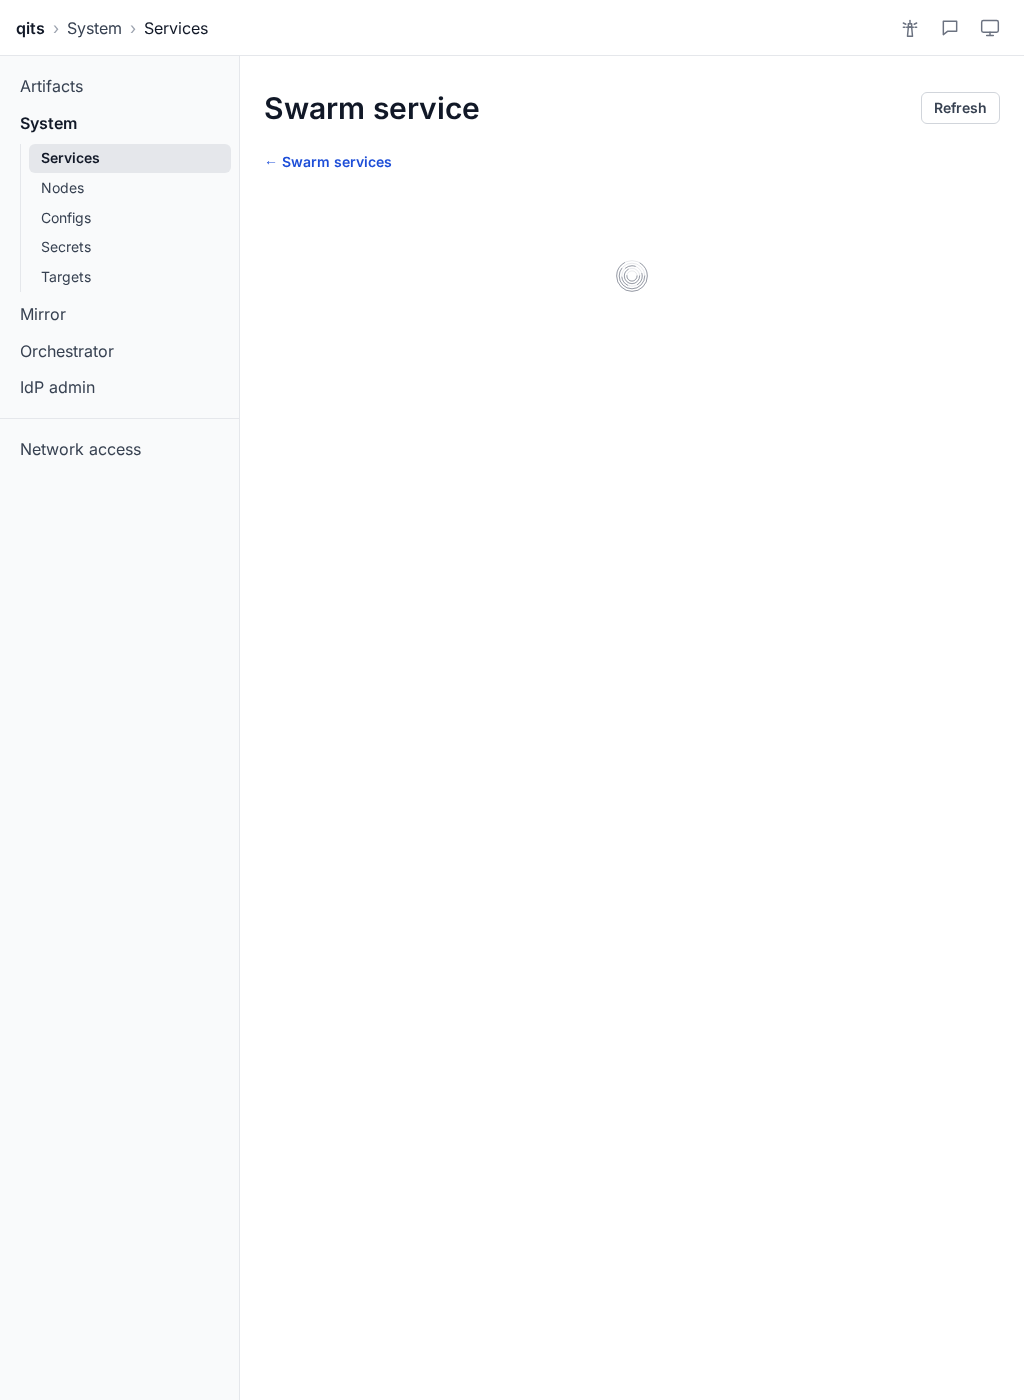 qits › System › Services
Artifacts
System
Services
Nodes
Configs
Secrets
Targets
Mirror
Orchestrator
IdP admin
Network access
Swarm service
Refresh
← Swarm services